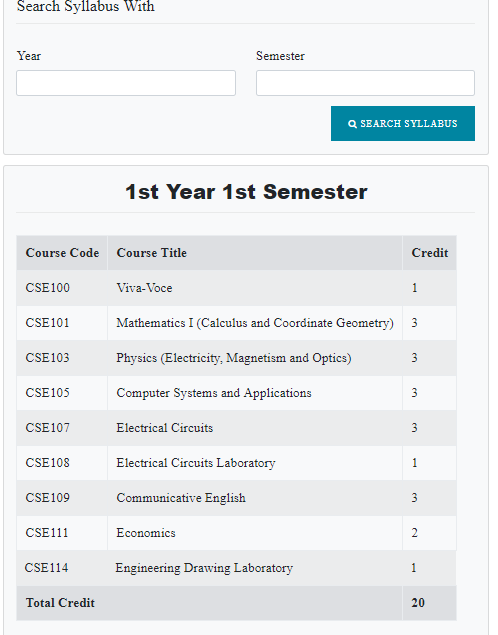 Search Syllabus With
Year Semester
SEARCH SYLLABUS
1st Year 1st Semester
Course Code Course Title Credit
CSE100 Viva-Voce 1
CSE101 Mathematics I (Calculus and Coordinate Geometry) 3
CSE103 Physics (Electricity, Magnetism and Optics) 3
CSE105 Computer Systems and Applications 3
CSE107 Electrical Circuits 3
CSE108 Electrical Circuits Laboratory 1
CSE109 Communicative English 3
CSE111 Economics 2
CSE114 Engineering Drawing Laboratory 1
Total Credit 20